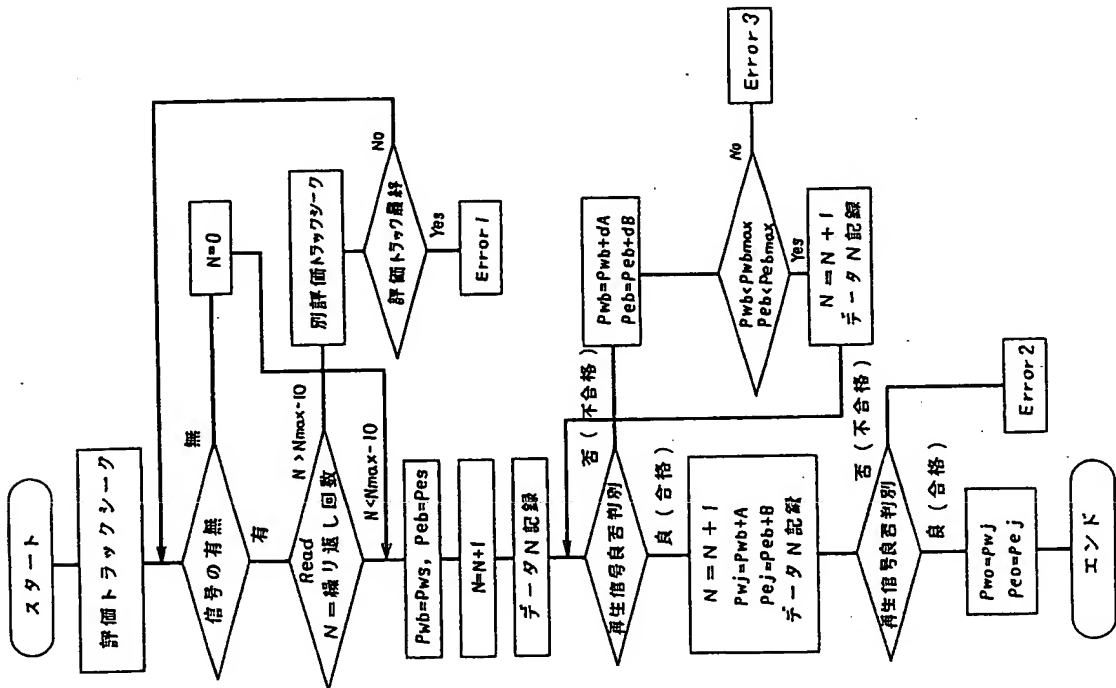 スタート
評価トラックシーク
信号の有無
無
N=0
有
Read
N=繰り返し回数
N>Nmax-10
別評価トラックシーク
評価トラック最終
No
Yes
Error1
N<Nmax-10
Pwb=Pws, Peb=Pes
N=N+1
データN記録
再生信号良否判別
否(不合格)
Pwb=Pwb+dA
Peb=Peb+dB
Pwb<Pwbmax
Peb<Pebmax
No
Error3
Yes
N=N+1
データN記録
良(合格)
N=N+1
Pwj=Pwb+A
Pej=Peb+B
データN記録
再生信号良否判別
否(不合格)
Error2
良(合格)
Pwo=Pwj
Peo=Pej
エンド